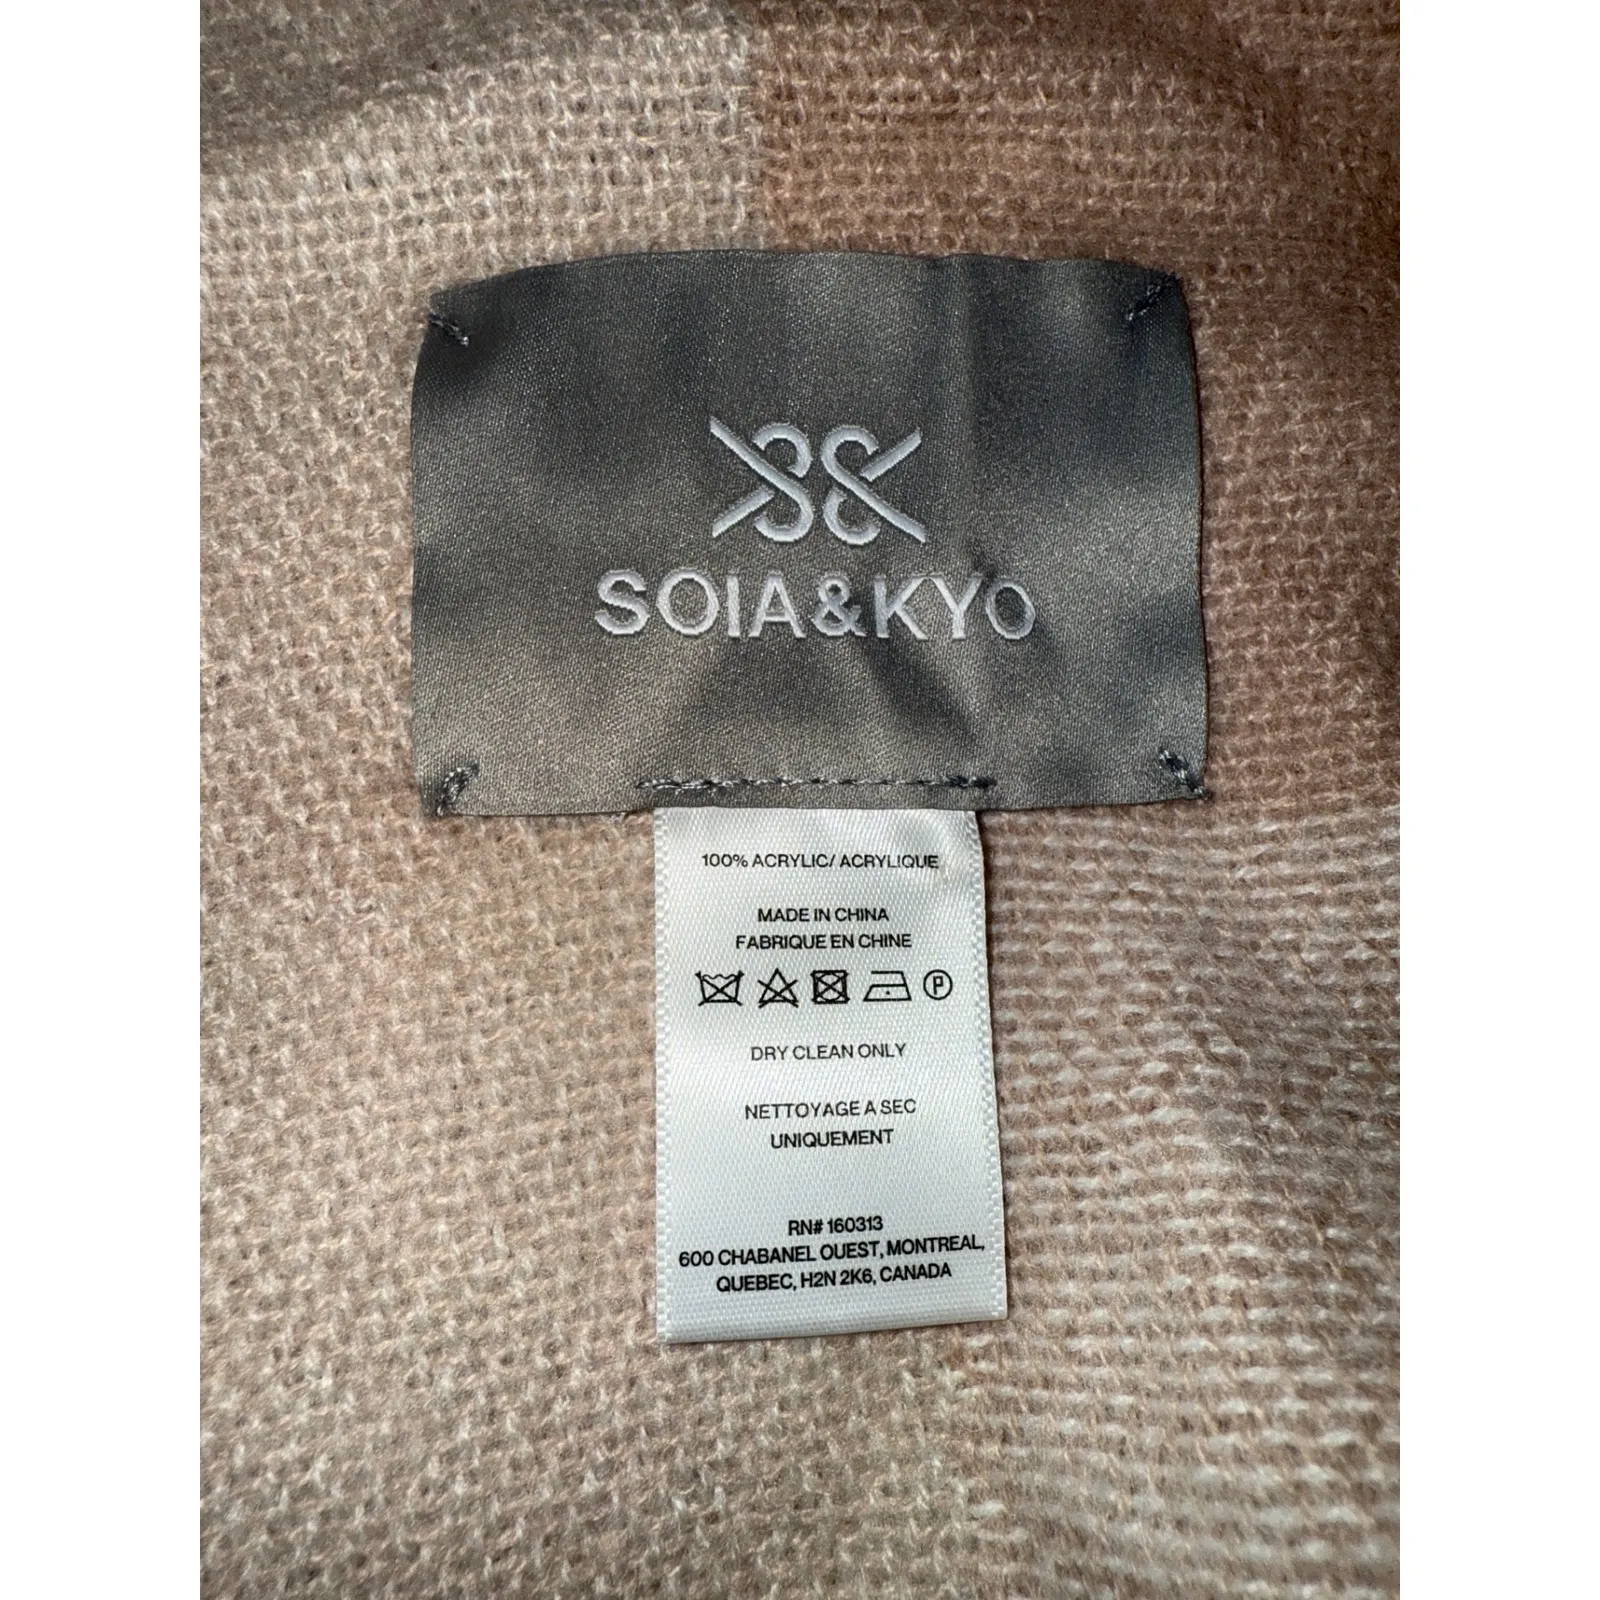 SOIA&KYO
100% ACRYLIC/ ACRYLIQUE
MADE IN CHINA
FABRIQUE EN CHINE
P
DRY CLEAN ONLY
NETTOYAGE A SEC
UNIQUEMENT
RN# 160313
600 CHABANEL OUEST, MONTREAL,
QUEBEC, H2N 2K6, CANADA